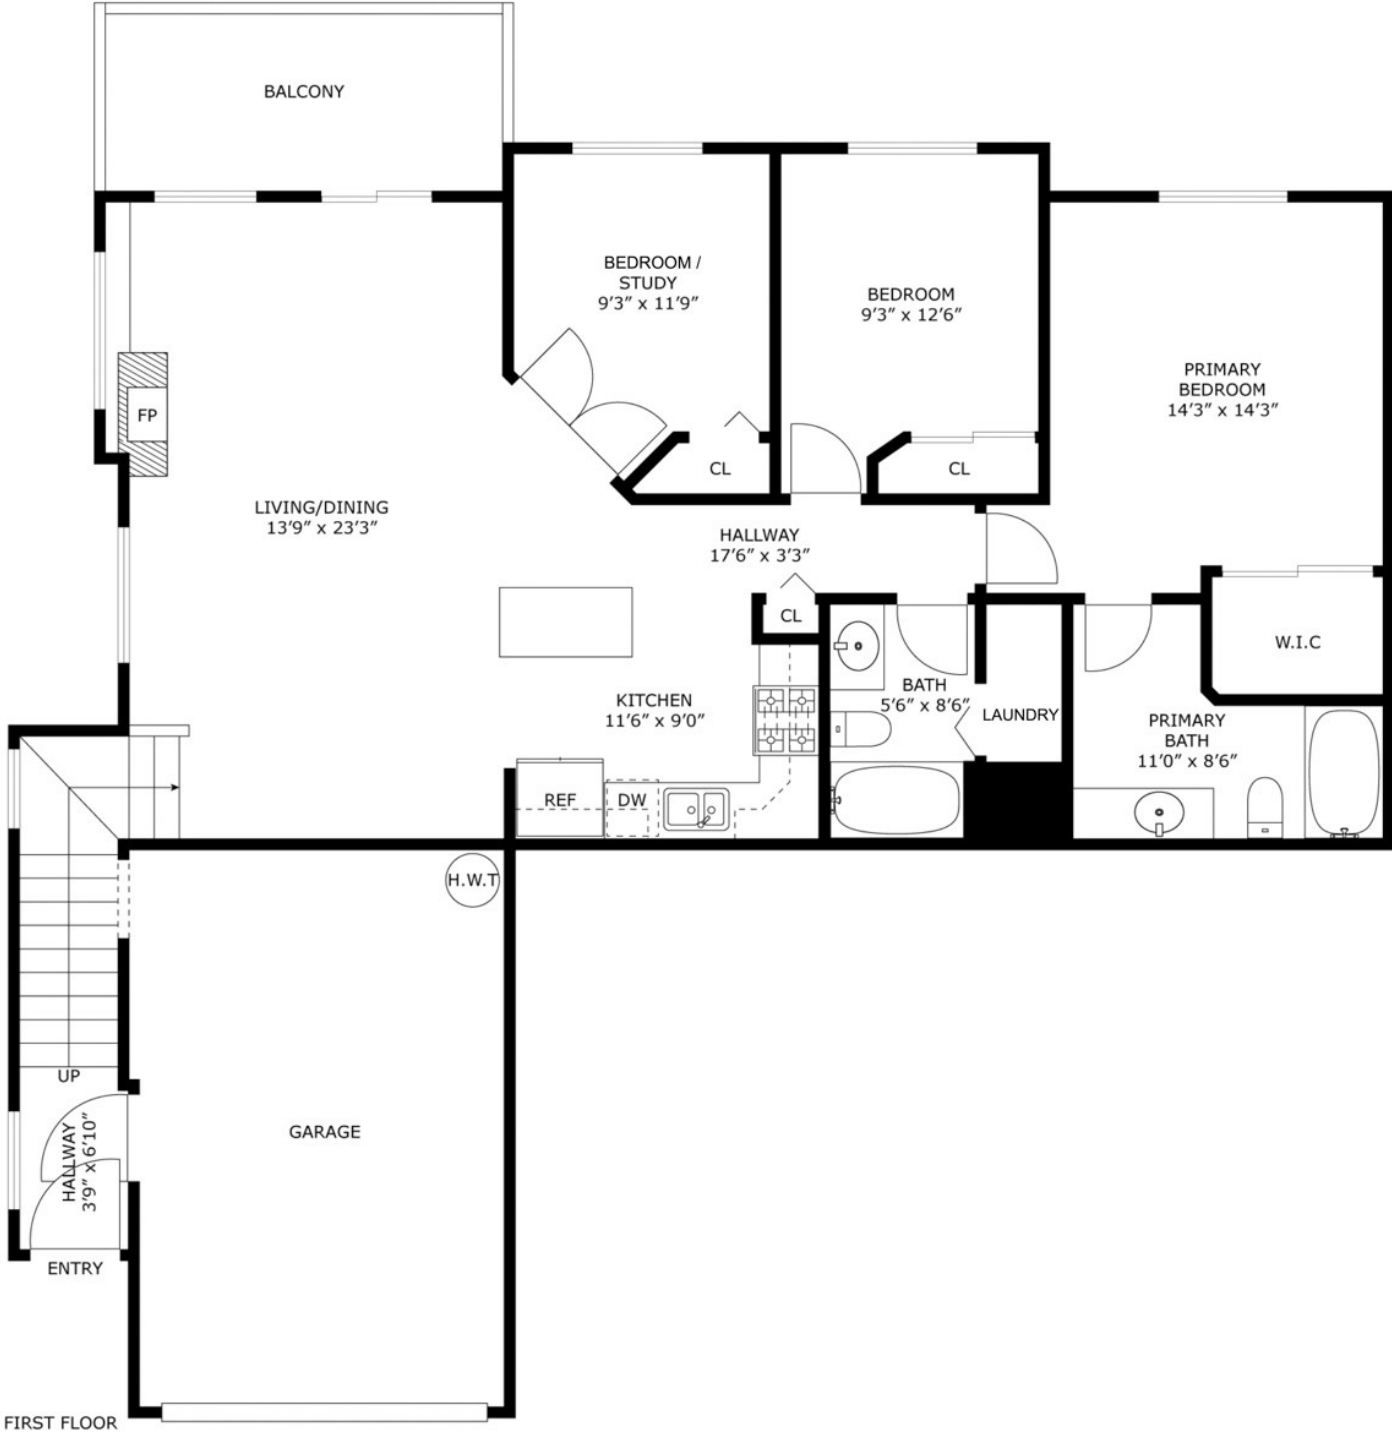 BALCONY
BEDROOM /
STUDY
9’3” x 11’9”
BEDROOM
9’3” x 12’6”
PRIMARY
BEDROOM
14’3” x 14’3”
FP
CL
CL
LIVING/DINING
13’9” x 23’3”
HALLWAY
17’6” x 3’3”
CL
W.I.C
KITCHEN
11’6” x 9’0”
BATH
5’6” x 8’6”
LAUNDRY
PRIMARY
BATH
11’0” x 8’6”
REF
DW
H.W.T
UP
HALLWAY
3’9” x 6’10”
GARAGE
ENTRY
FIRST FLOOR